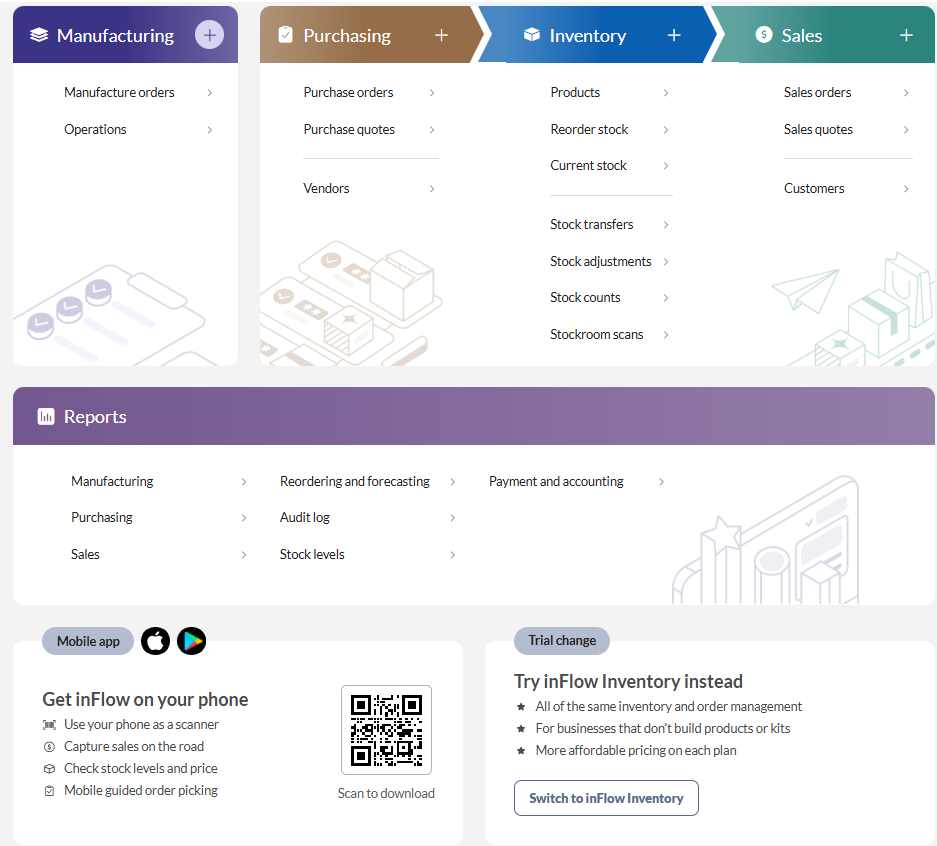 Manufacturing
Manufacture orders
Operations
Purchasing
Purchase orders
Purchase quotes
Vendors
Inventory
Products
Reorder stock
Current stock
Stock transfers
Stock adjustments
Stock counts
Stockroom scans
Sales
Sales orders
Sales quotes
Customers
Reports
Manufacturing
Purchasing
Sales
Reordering and forecasting
Audit log
Stock levels
Payment and accounting
Mobile app
Get inFlow on your phone
Use your phone as a scanner
Capture sales on the road
Check stock levels and price
Mobile guided order picking
Scan to download
Trial change
Try inFlow Inventory instead
All of the same inventory and order management
For businesses that don't build products or kits
More affordable pricing on each plan
Switch to inFlow Inventory